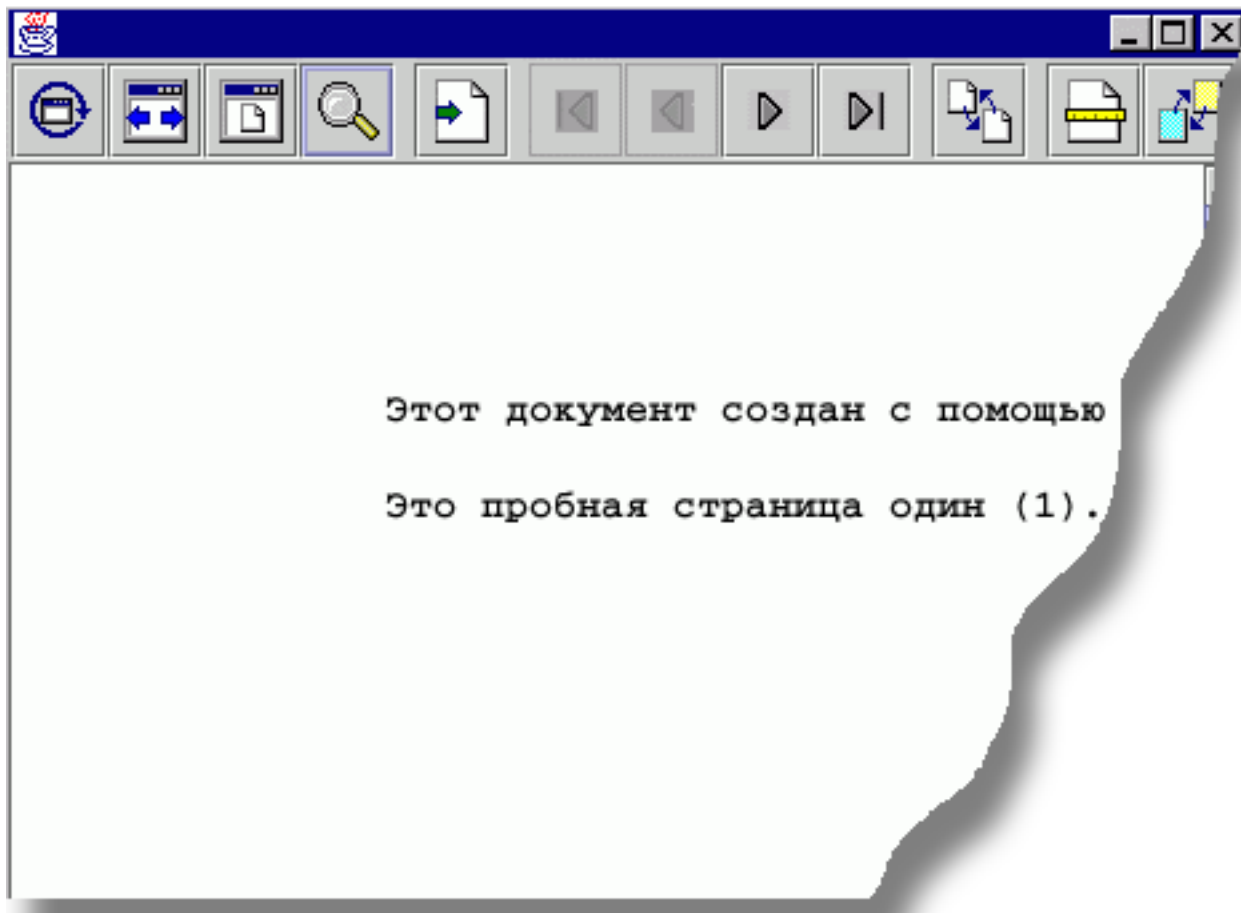 Этот документ создан с помощью
Это пробная страница один (1).